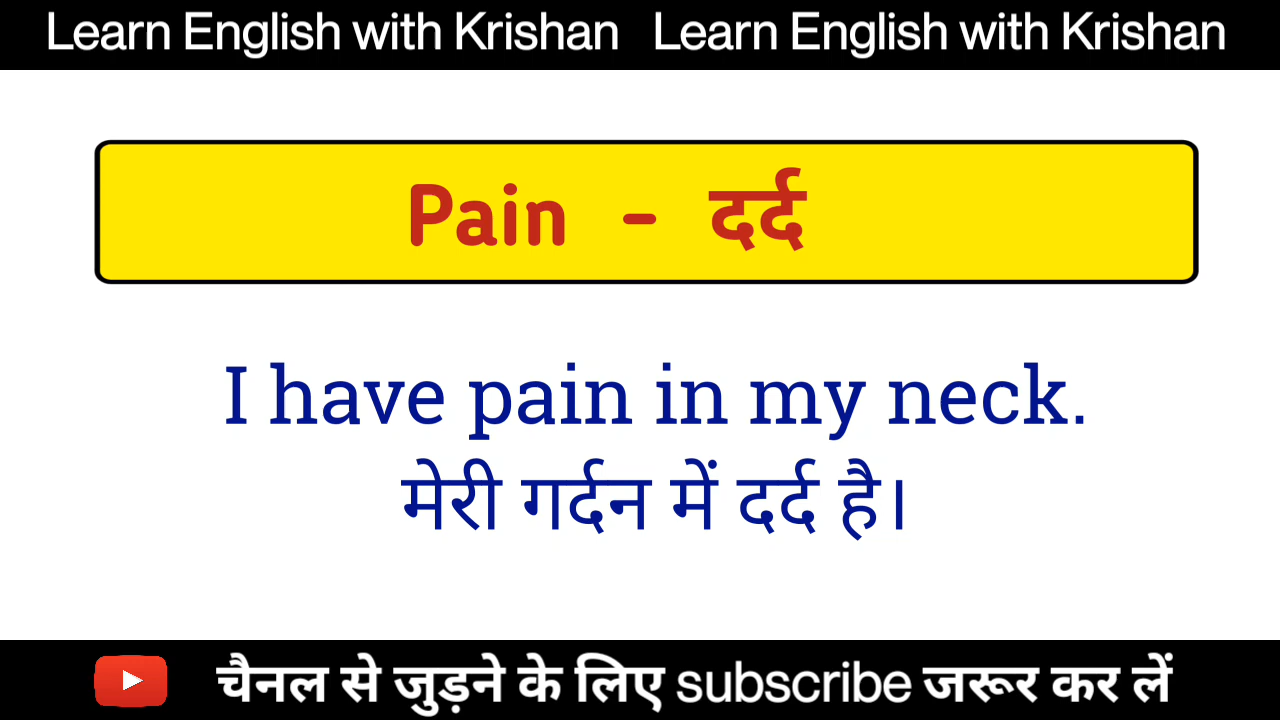 Learn English with Krishan Learn English with Krishan
Pain - दर्द
I have pain in my neck.
मेरी गर्दन में दर्द है।
चैनल से जुड़ने के लिए subscribe जरूर कर लें